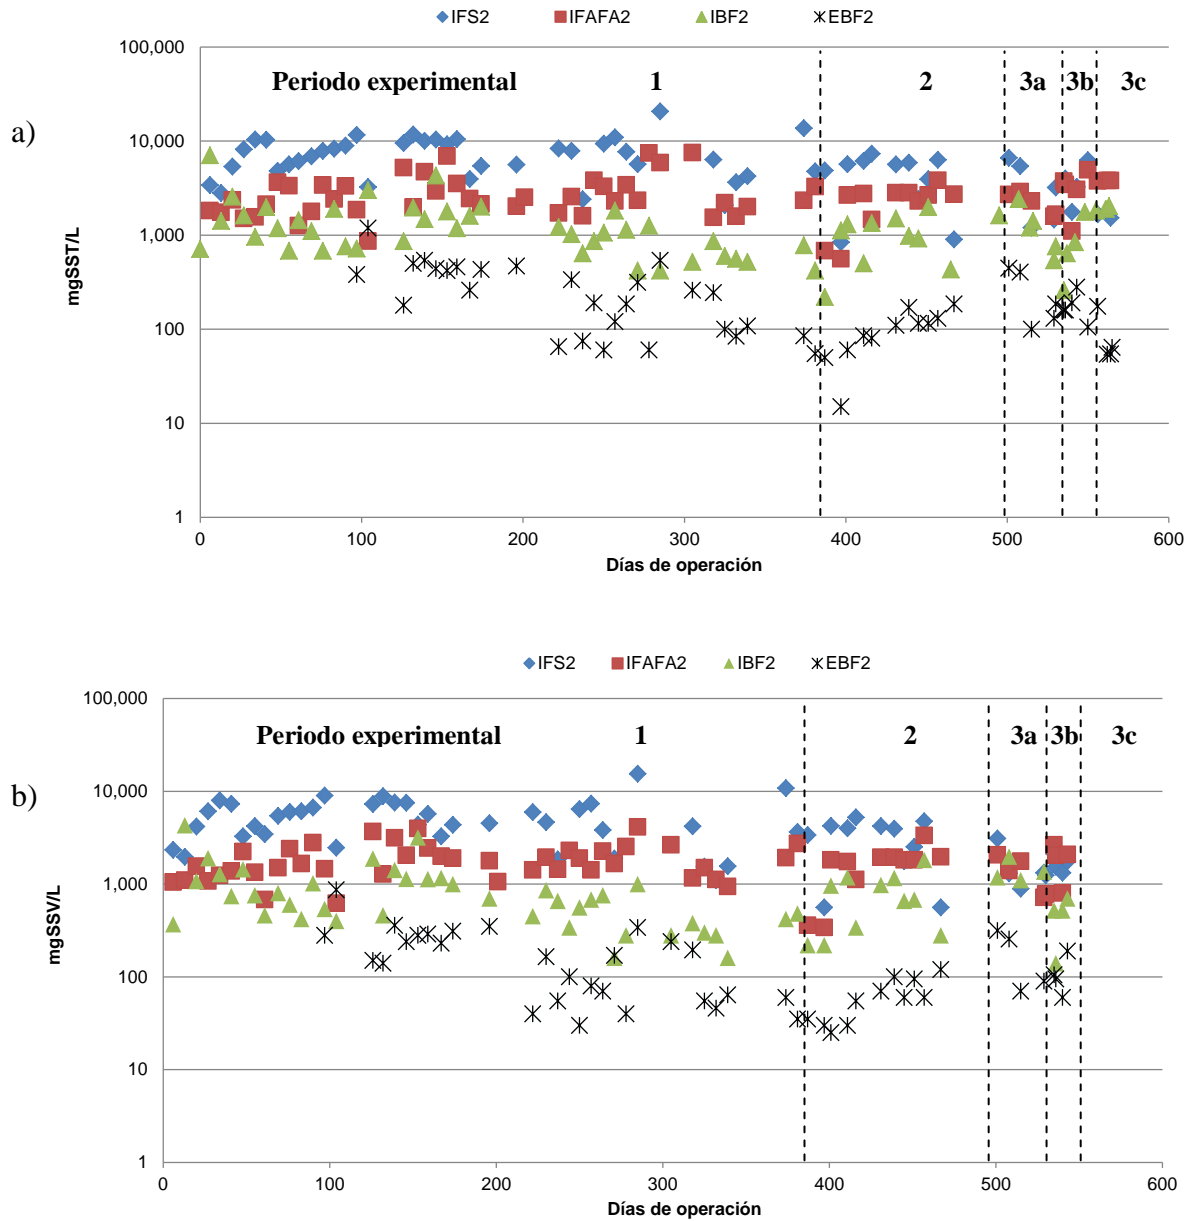 IFS2 IFAFA2 IBF2 EBF2
100,000
Periodo experimental 1 2 3a 3b 3c
a)
10,000
1,000
mgSST/L
100
10
1
0 100 200 300 400 500 600
Días de operación
IFS2 IFAFA2 IBF2 EBF2
100,000
Periodo experimental 1 2 3a 3b 3c
b)
10,000
1,000
mgSSV/L
100
10
1
0 100 200 300 400 500 600
Días de operación